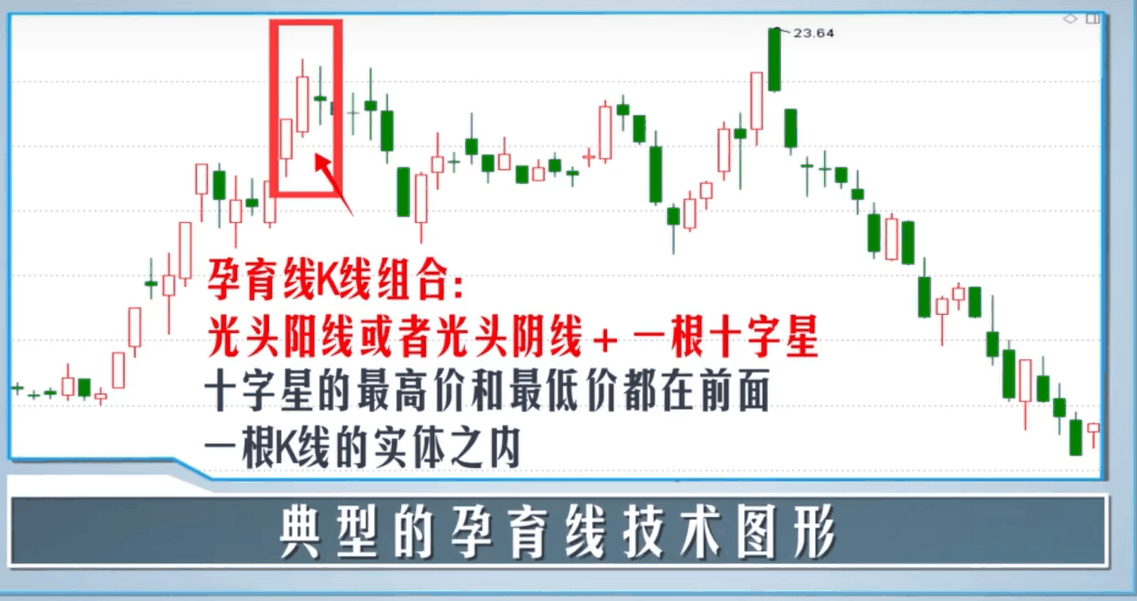 23.64
孕育线K线组合:
光头阳线或者光头阴线+一根十字星
十字星的最高价和最低价都在前面
一根K线的实体之内
典型的孕育线技术图形